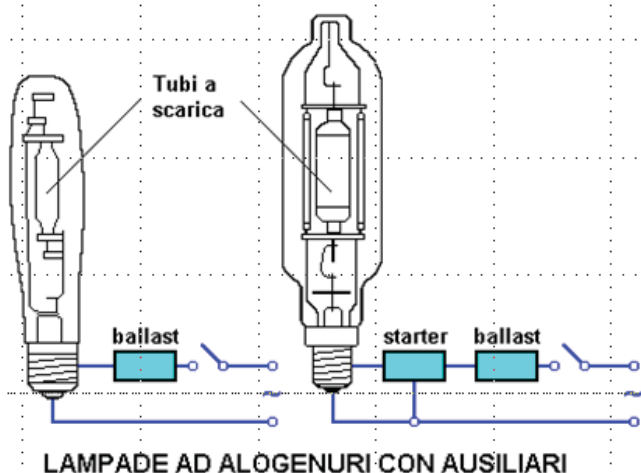 Tubi a
scarica
ballast
starter
ballast
~
~
LAMPADE AD ALOGENURI CON AUSILIARI